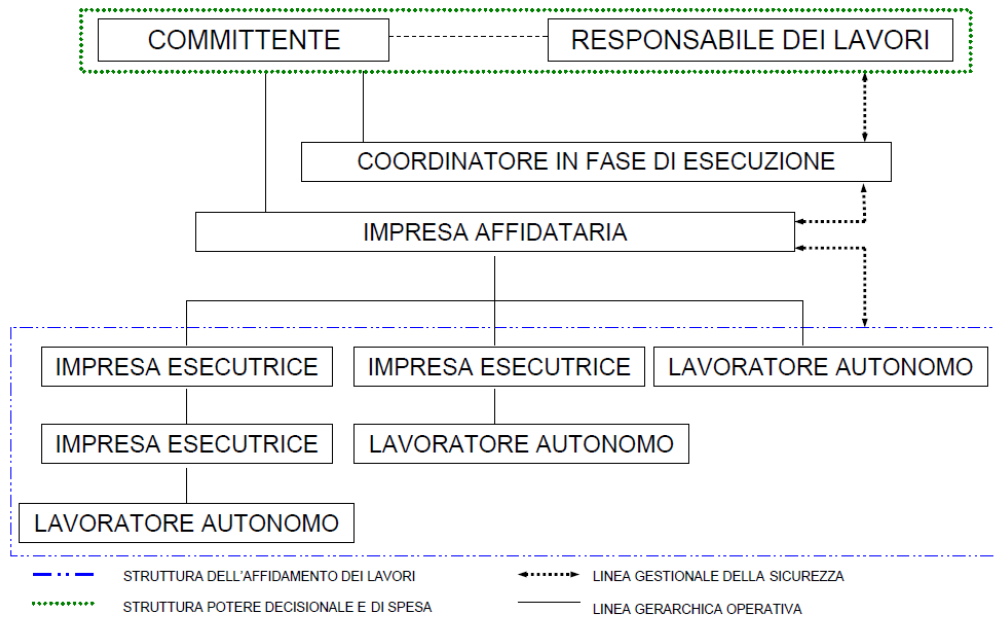 COMMITTENTE
RESPONSABILE DEI LAVORI
COORDINATORE IN FASE DI ESECUZIONE
IMPRESA AFFIDATARIA
IMPRESA ESECUTRICE
IMPRESA ESECUTRICE
LAVORATORE AUTONOMO
IMPRESA ESECUTRICE
LAVORATORE AUTONOMO
LAVORATORE AUTONOMO
STRUTTURA DELL'AFFIDAMENTO DEI LAVORI
LINEA GESTIONALE DELLA SICUREZZA
STRUTTURA POTERE DECISIONALE E DI SPESA
LINEA GERARCHICA OPERATIVA